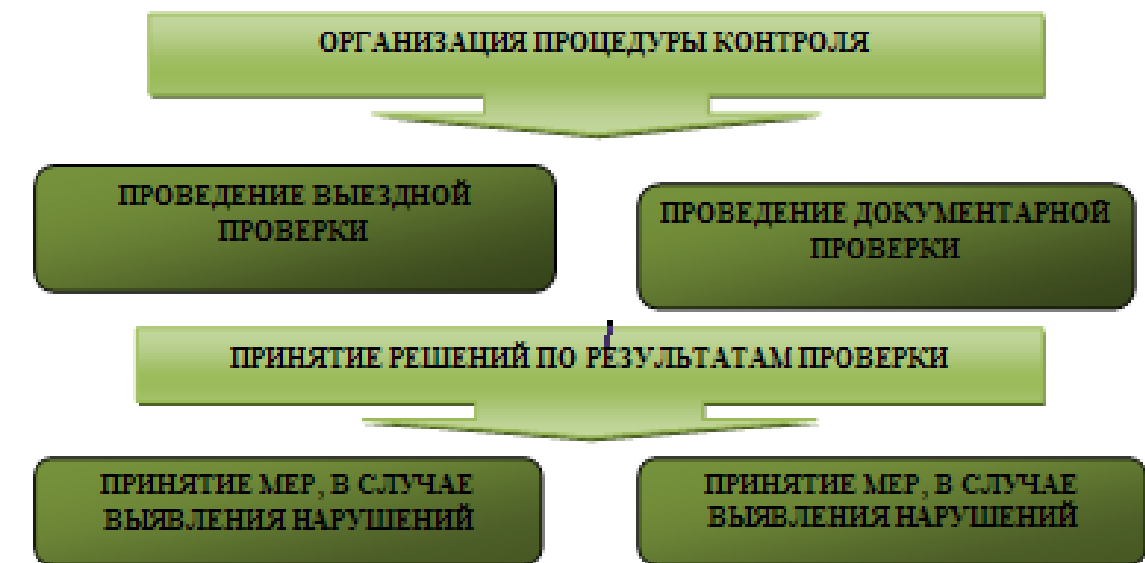 ОРГАНИЗАЦИЯ ПРОЦЕДУРЫ КОНТРОЛЯ
ПРОВЕДЕНИЕ ВЫЕЗДНОЙ
ПРОВЕРКИ
ПРОВЕДЕНИЕ ДОКУМЕНТАРНОЙ
ПРОВЕРКИ
ПРИНЯТИЕ РЕШЕНИЙ ПО РЕЗУЛЬТАТАМ ПРОВЕРКИ
ПРИНЯТИЕ МЕР, В СЛУЧАЕ
ВЫЯВЛЕНИЯ НАРУШЕНИЙ
ПРИНЯТИЕ МЕР, В СЛУЧАЕ
ВЫЯВЛЕНИЯ НАРУШЕНИЙ